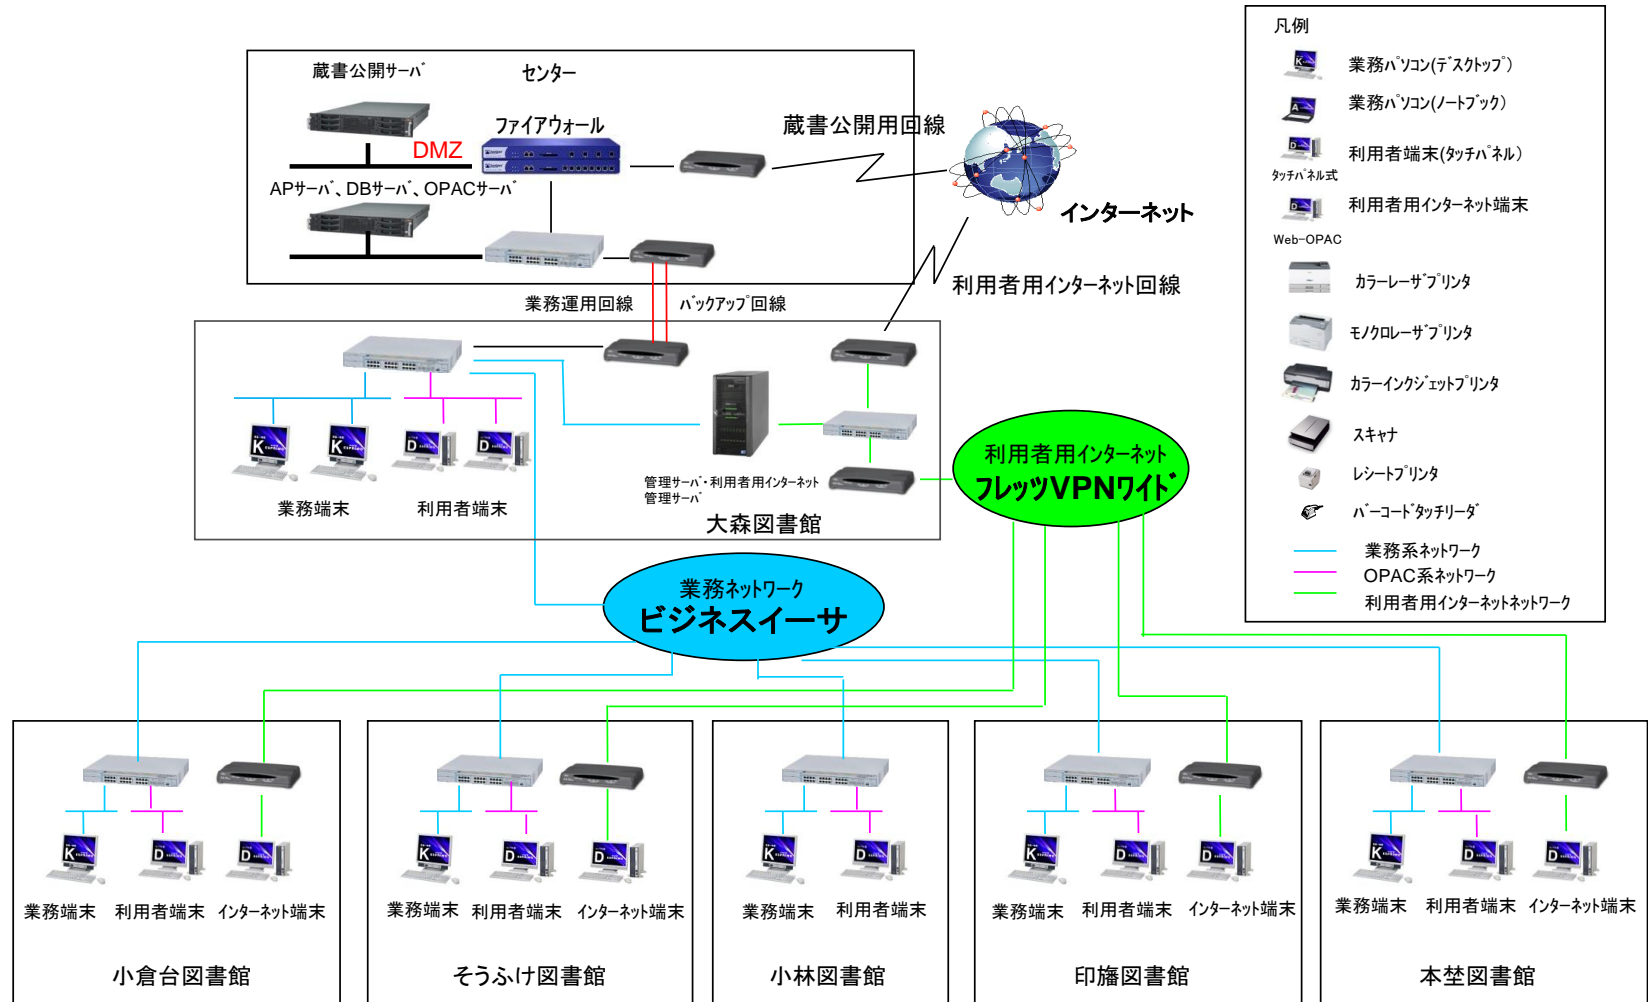 蔵書公開サーバ
センター
ファイアウォール
DMZ
APサーバ、DBサーバ、OPACサーバ
蔵書公開用回線
インターネット
利用者用インターネット回線
業務運用回線
バックアップ回線
業務端末
利用者端末
管理サーバ・利用者用インターネット
管理サーバ
大森図書館
利用者用インターネット
フレッツVPNワイド
業務ネットワーク
ビジネスイーサ
凡例
業務パソコン(デスクトップ)
業務パソコン(ノートブック)
利用者端末(タッチパネル)
タッチパネル式
利用者用インターネット端末
Web-OPAC
カラーレーザプリンタ
モノクロレーザプリンタ
カラーインクジェットプリンタ
スキャナ
レシートプリンタ
バーコードタッチリーダ
業務系ネットワーク
OPAC系ネットワーク
利用者用インターネットネットワーク
業務端末
利用者端末
インターネット端末
小倉台図書館
業務端末
利用者端末
インターネット端末
そうふけ図書館
業務端末
利用者端末
小林図書館
業務端末
利用者端末
インターネット端末
印旛図書館
業務端末
利用者端末
インターネット端末
本埜図書館